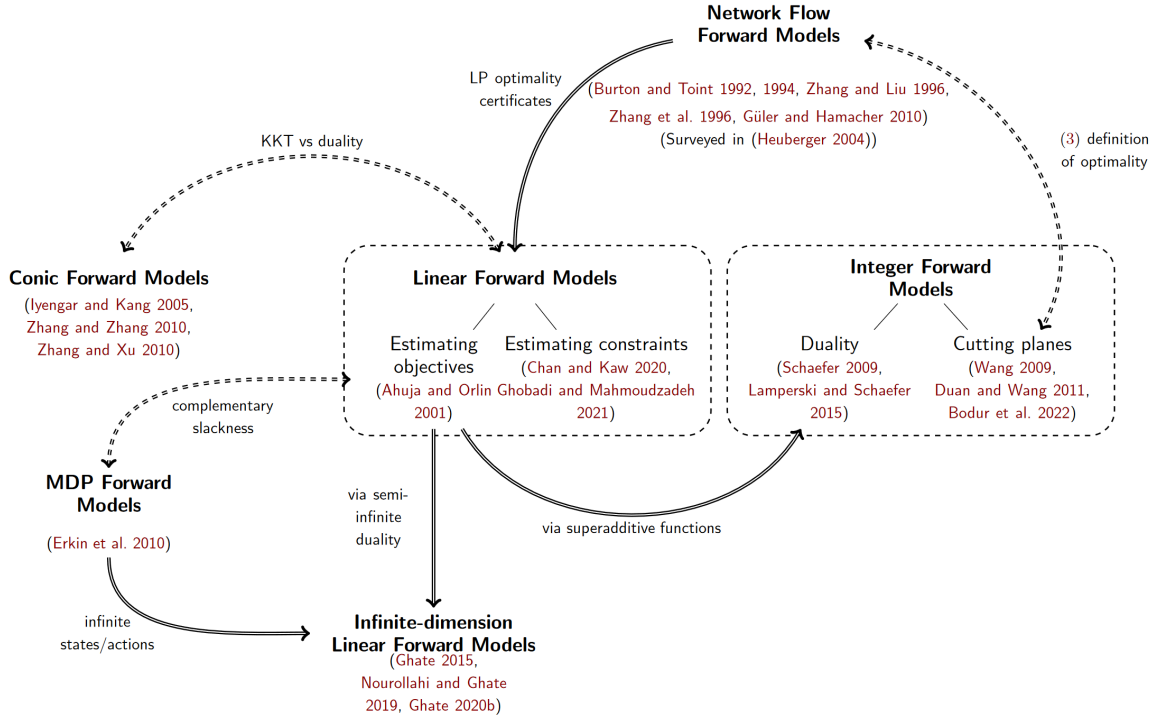 Network Flow
Forward Models
LP optimality
certificates
(Burton and Toint 1992, 1994, Zhang and Liu 1996,
Zhang et al. 1996, Güler and Hamacher 2010)
(Surveyed in (Heuberger 2004))
(3) definition
of optimality
KKT vs duality
Conic Forward Models
(Iyengar and Kang 2005,
Zhang and Zhang 2010,
Zhang and Xu 2010)
Linear Forward Models
Estimating
objectives
(Ahuja and Orlin
2001)
Estimating constraints
(Chan and Kaw 2020,
Ghobadi and Mahmoudzadeh
2021)
Integer Forward
Models
Duality
(Schaefer 2009,
Lamperski and Schaefer
2015)
Cutting planes
(Wang 2009,
Duan and Wang 2011,
Bodur et al. 2022)
complementary
slackness
MDP Forward
Models
(Erkin et al. 2010)
via semi-
infinite
duality
via superadditive functions
infinite
states/actions
Infinite-dimension
Linear Forward Models
(Ghate 2015,
Nourollahi and Ghate
2019, Ghate 2020b)